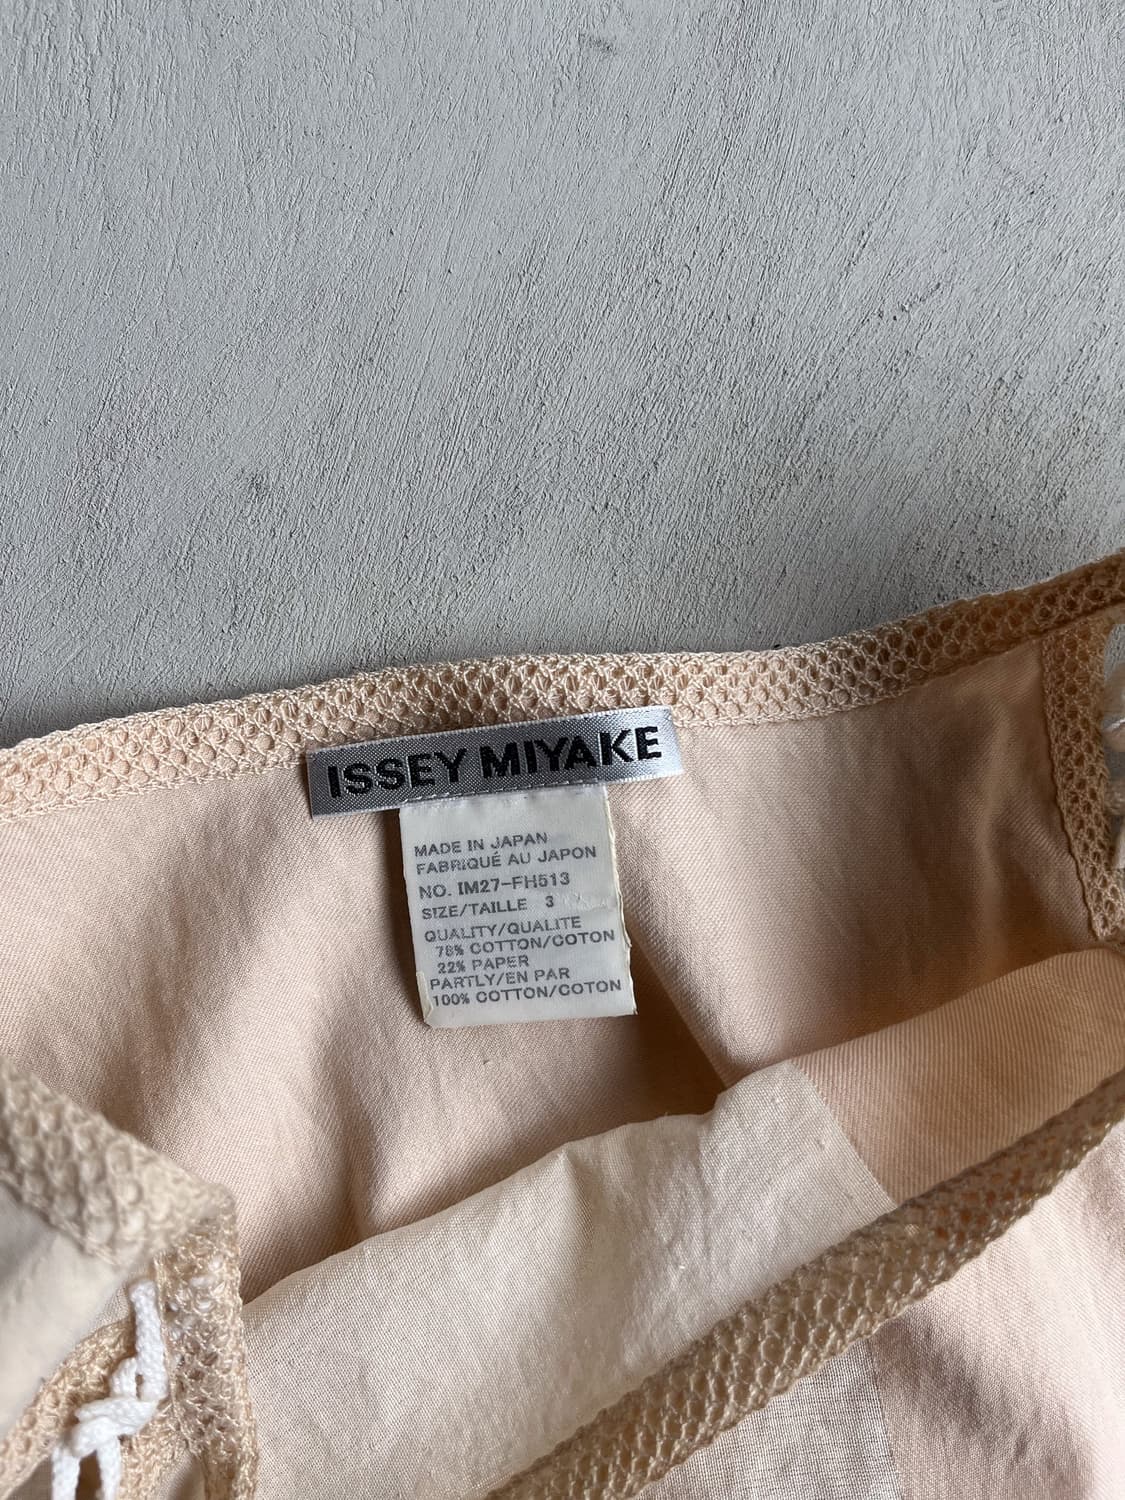 ISSEY MIYAKE
MADE IN JAPAN
FABRIQUÉ AU JAPON
NO. IM27-FH513
SIZE/TAILLE 3
QUALITY/QUALITE
78% COTTON/COTON
22% PAPER
PARTLY/EN PAR
100% COTTON/COTON